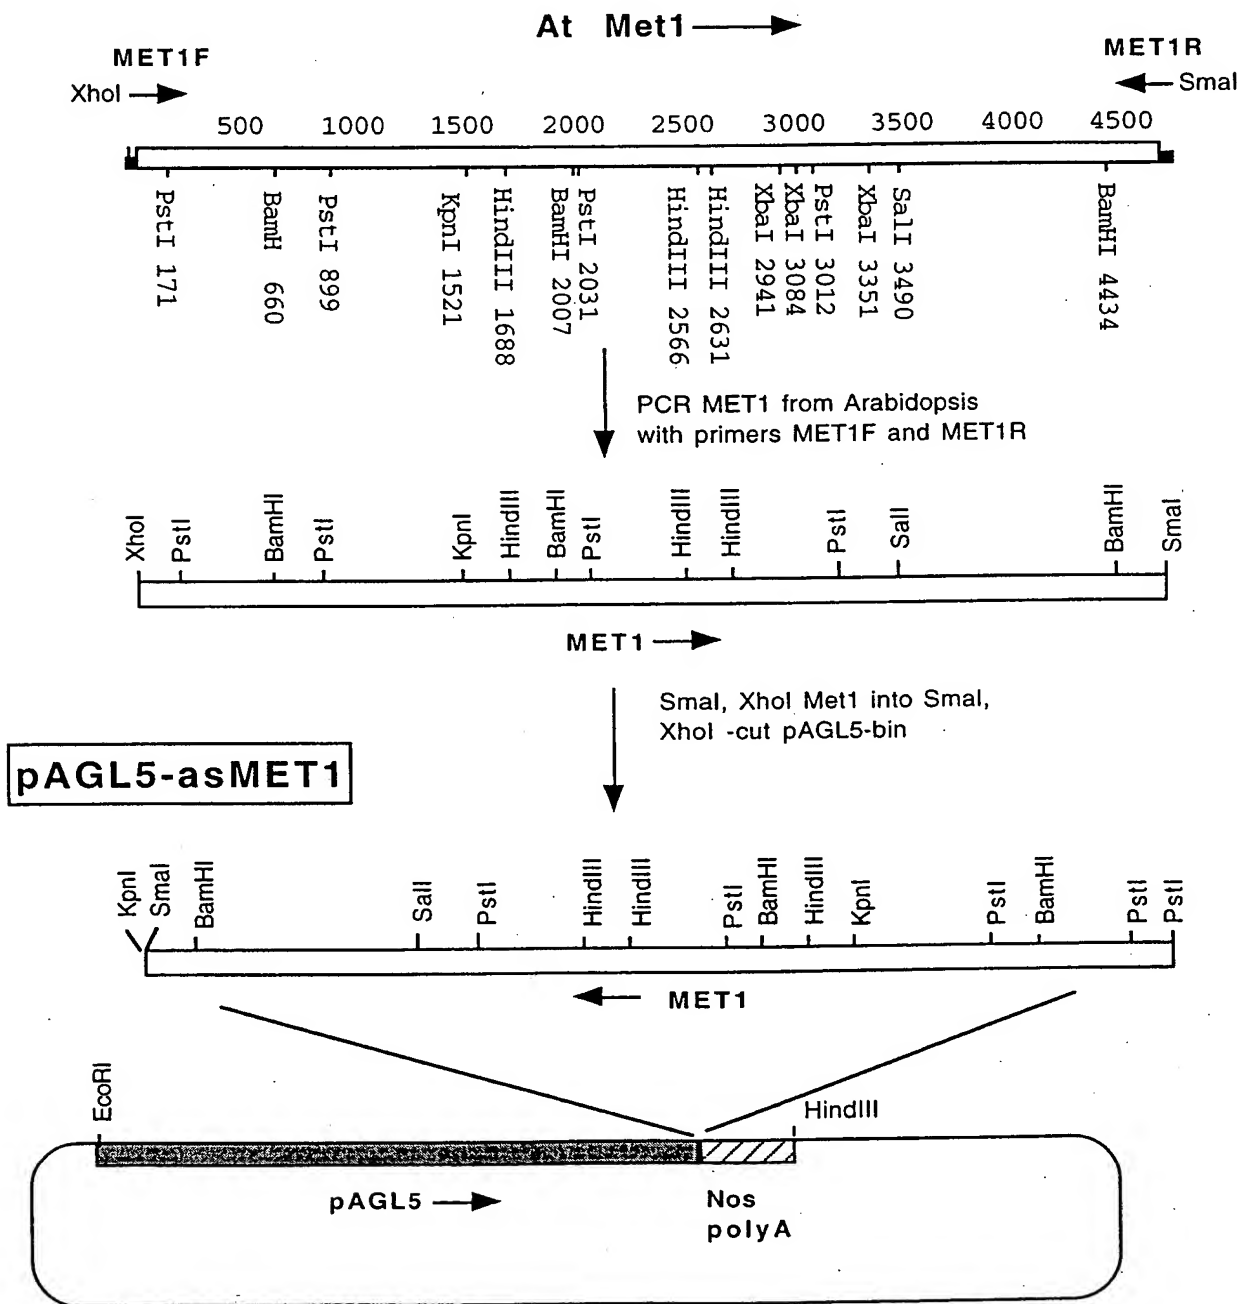 At Met1
MET1F
MET1R
XhoI
SmaI
500 1000 1500 2000 2500 3000 3500 4000 4500
PstI 171
BamH 660
PstI 899
KpnI 1521
HindIII 1688
BamHI 2007
PstI 2031
HindIII 2566
HindIII 2631
XbaI 2941
XbaI 3084
PstI 3012
XbaI 3351
SalI 3490
BamHI 4434
PCR MET1 from Arabidopsis
with primers MET1F and MET1R
XhoI
PstI
BamHI
PstI
KpnI
HindIII
BamHI
PstI
HindIII
HindIII
PstI
SalI
BamHI
SmaI
MET1
SmaI, XhoI Met1 into SmaI,
XhoI -cut pAGL5-bin
pAGL5-asMET1
KpnI
SmaI
BamHI
SalI
PstI
HindIII
HindIII
PstI
BamHI
HindIII
KpnI
PstI
BamHI
PstI
PstI
MET1
EcoRI
HindIII
pAGL5
Nos
polyA